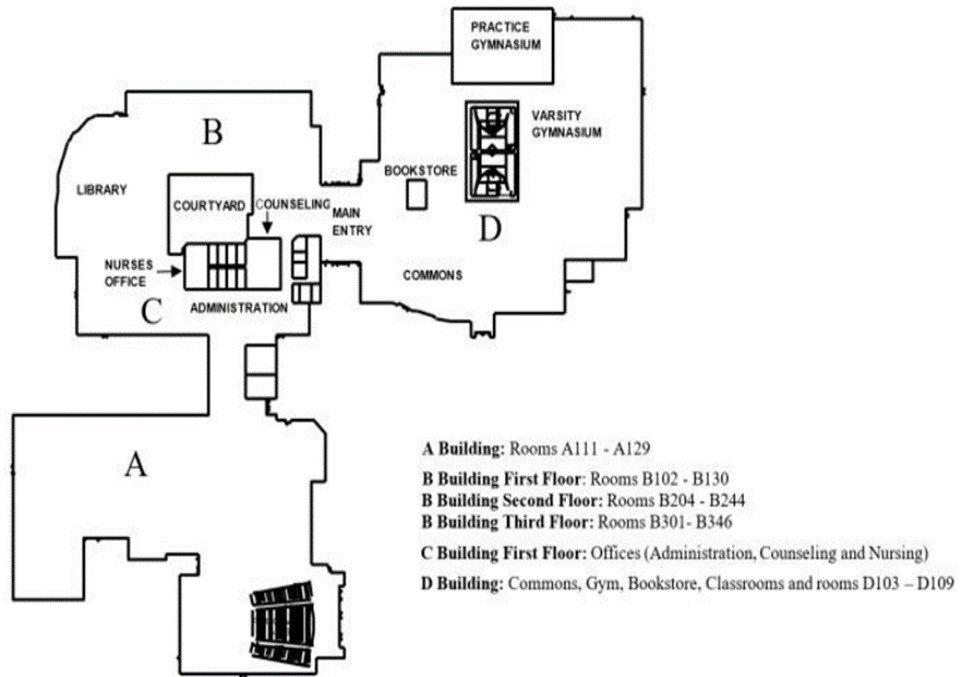 PRACTICE
GYMNASIUM
VARSITY
GYMNASIUM
B
BOOKSTORE
LIBRARY
COURTYARD
COUNSELING
MAIN
ENTRY
D
NURSES
OFFICE
COMMONS
C
ADMINISTRATION
A
A Building: Rooms A111 - A129
B Building First Floor: Rooms B102 - B130
B Building Second Floor: Rooms B204 - B244
B Building Third Floor: Rooms B301- B346
C Building First Floor: Offices (Administration, Counseling and Nursing)
D Building: Commons, Gym, Bookstore, Classrooms and rooms D103 – D109